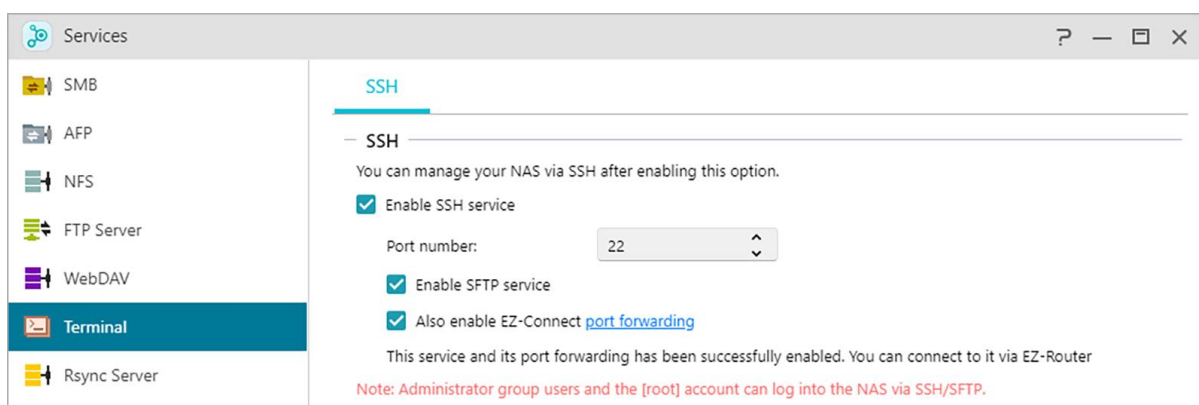 Services
SMB
AFP
NFS
FTP Server
WebDAV
Terminal
Rsync Server
SSH
SSH
You can manage your NAS via SSH after enabling this option.
Enable SSH service
Port number: 22
Enable SFTP service
Also enable EZ-Connect port forwarding
This service and its port forwarding has been successfully enabled. You can connect to it via EZ-Router
Note: Administrator group users and the [root] account can log into the NAS via SSH/SFTP.